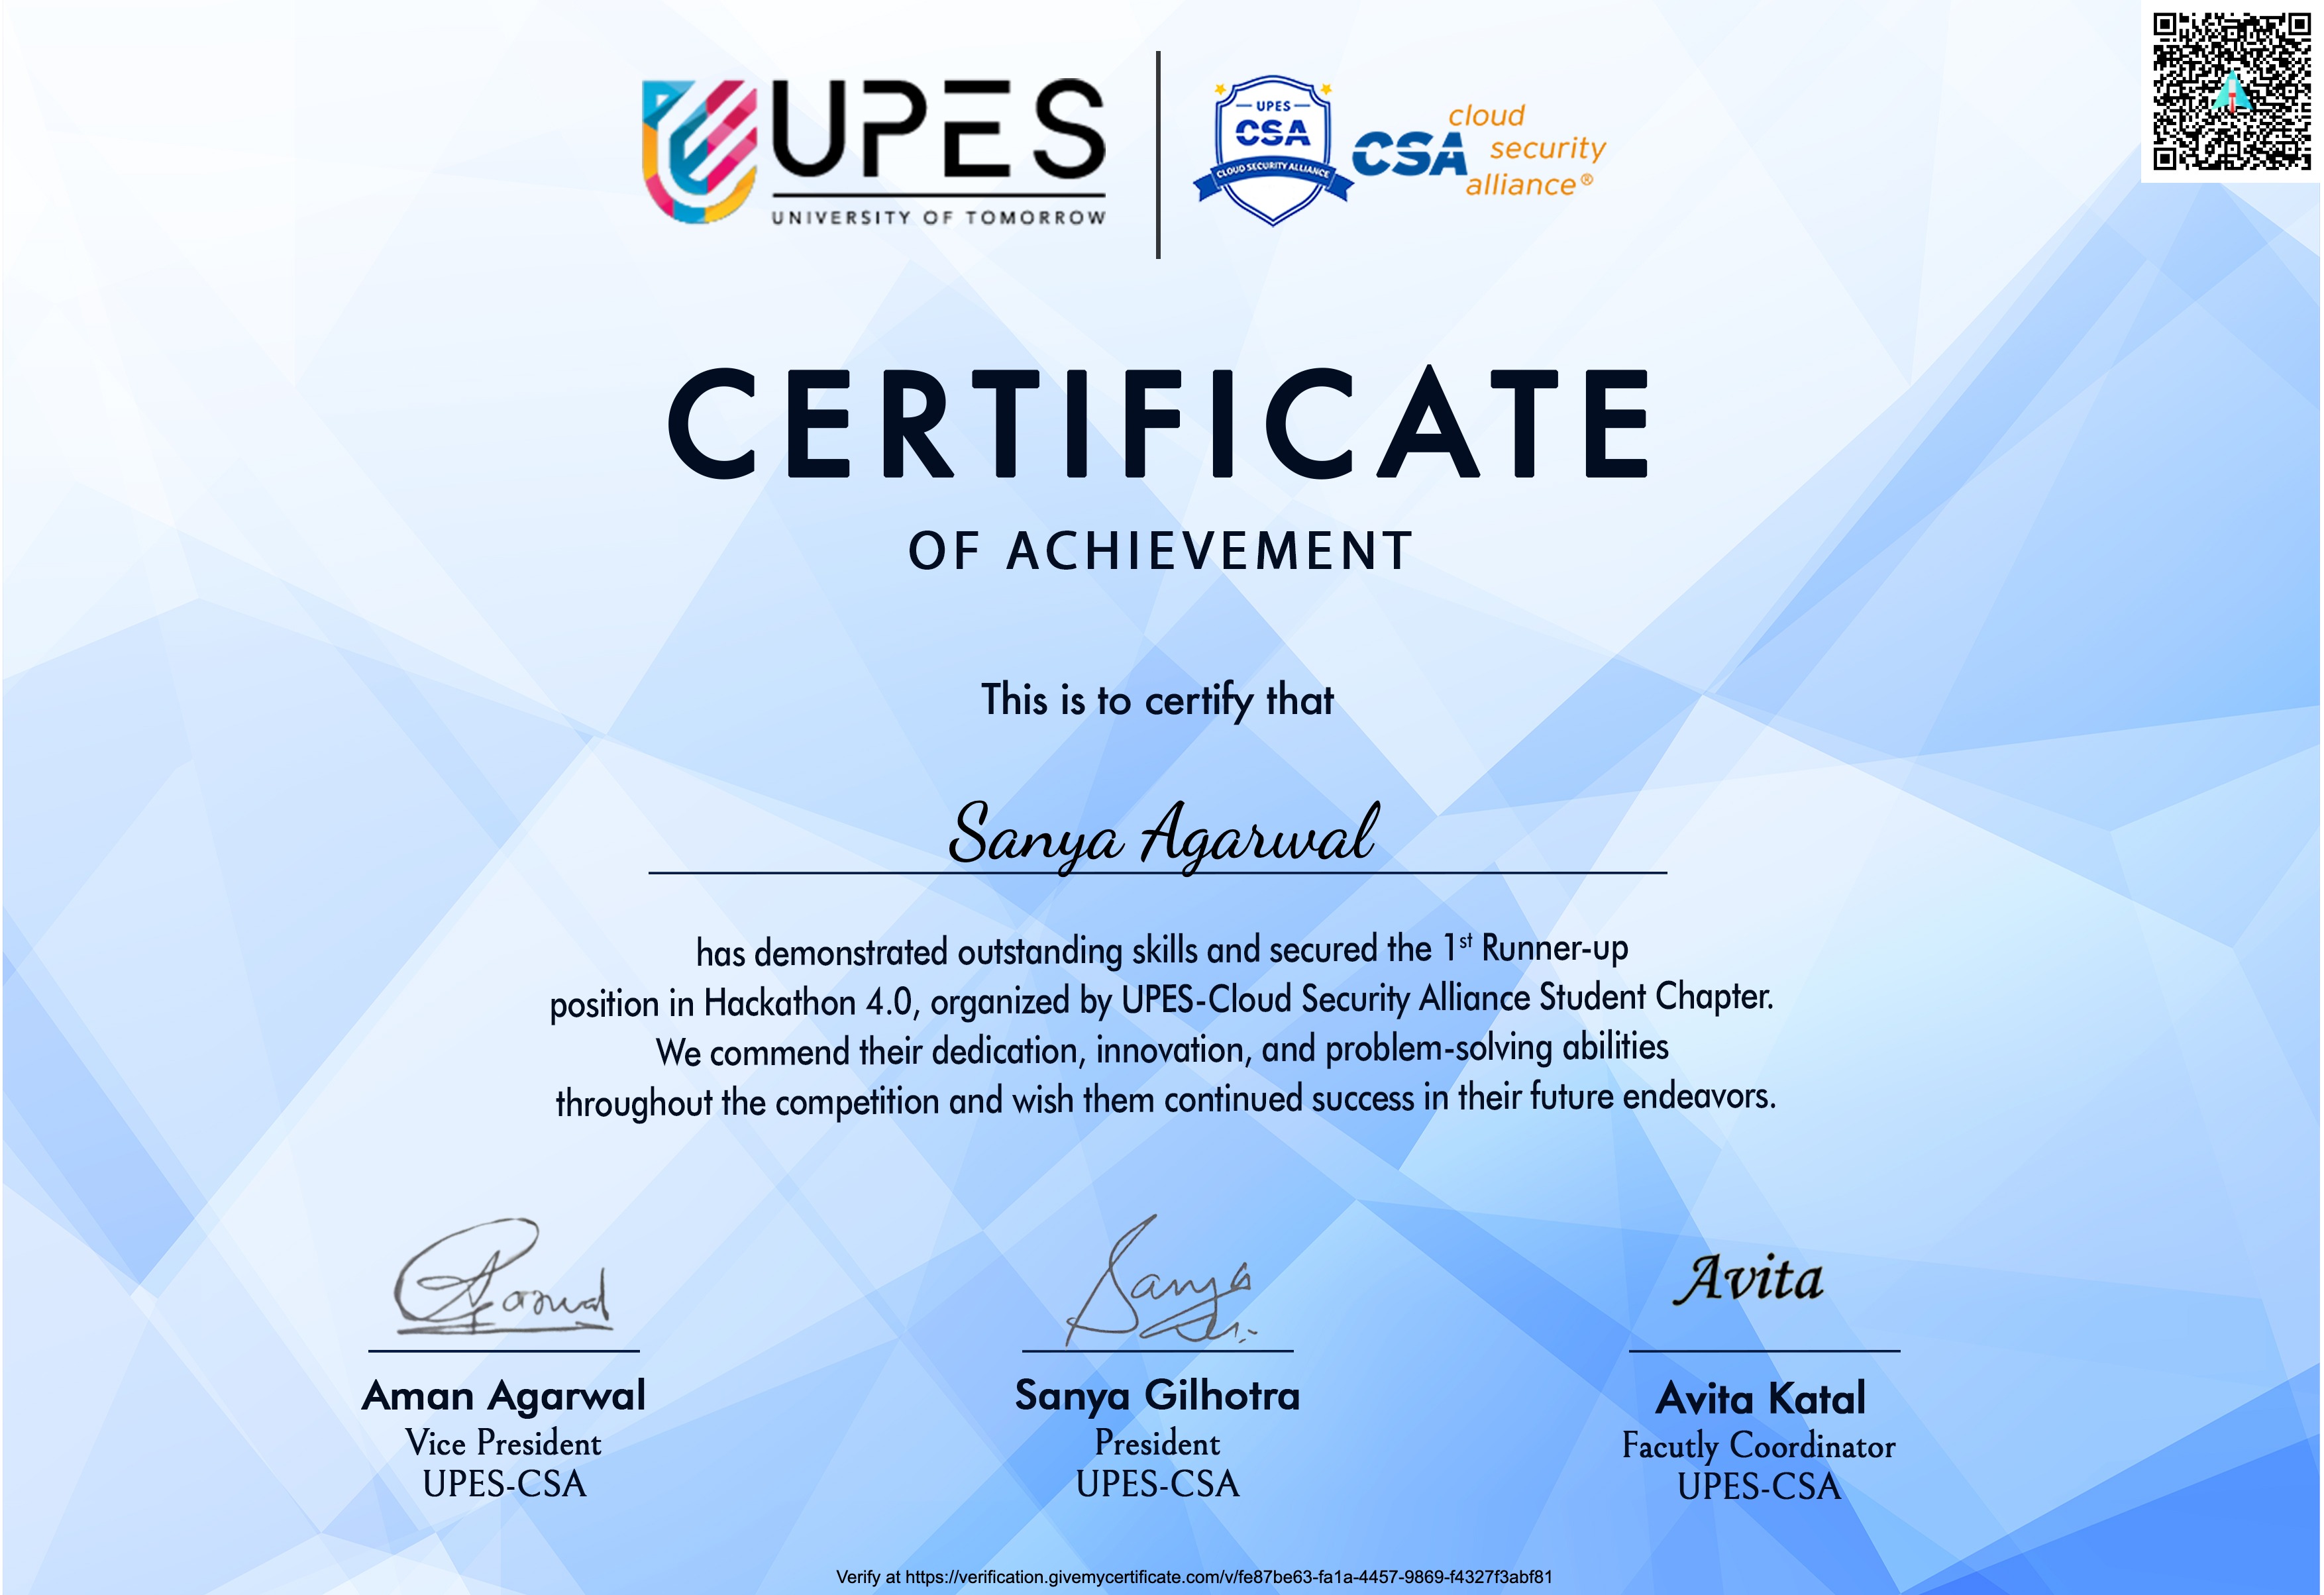 UPES
UNIVERSITY OF TOMORROW
UPES
CSA
CLOUD SECURITY ALLIANCE
CSA cloud security alliance®
CERTIFICATE
OF ACHIEVEMENT
This is to certify that
Sanya Agarwal
has demonstrated outstanding skills and secured the 1st Runner-up
position in Hackathon 4.0, organized by UPES-Cloud Security Alliance Student Chapter.
We commend their dedication, innovation, and problem-solving abilities
throughout the competition and wish them continued success in their future endeavors.
Sanya
Avita
Aman Agarwal
Vice President
UPES-CSA
Sanya Gilhotra
President
UPES-CSA
Avita Katal
Facutly Coordinator
UPES-CSA
Verify at https://verification.givemycertificate.com/v/fe87be63-fa1a-4457-9869-f4327f3abf81